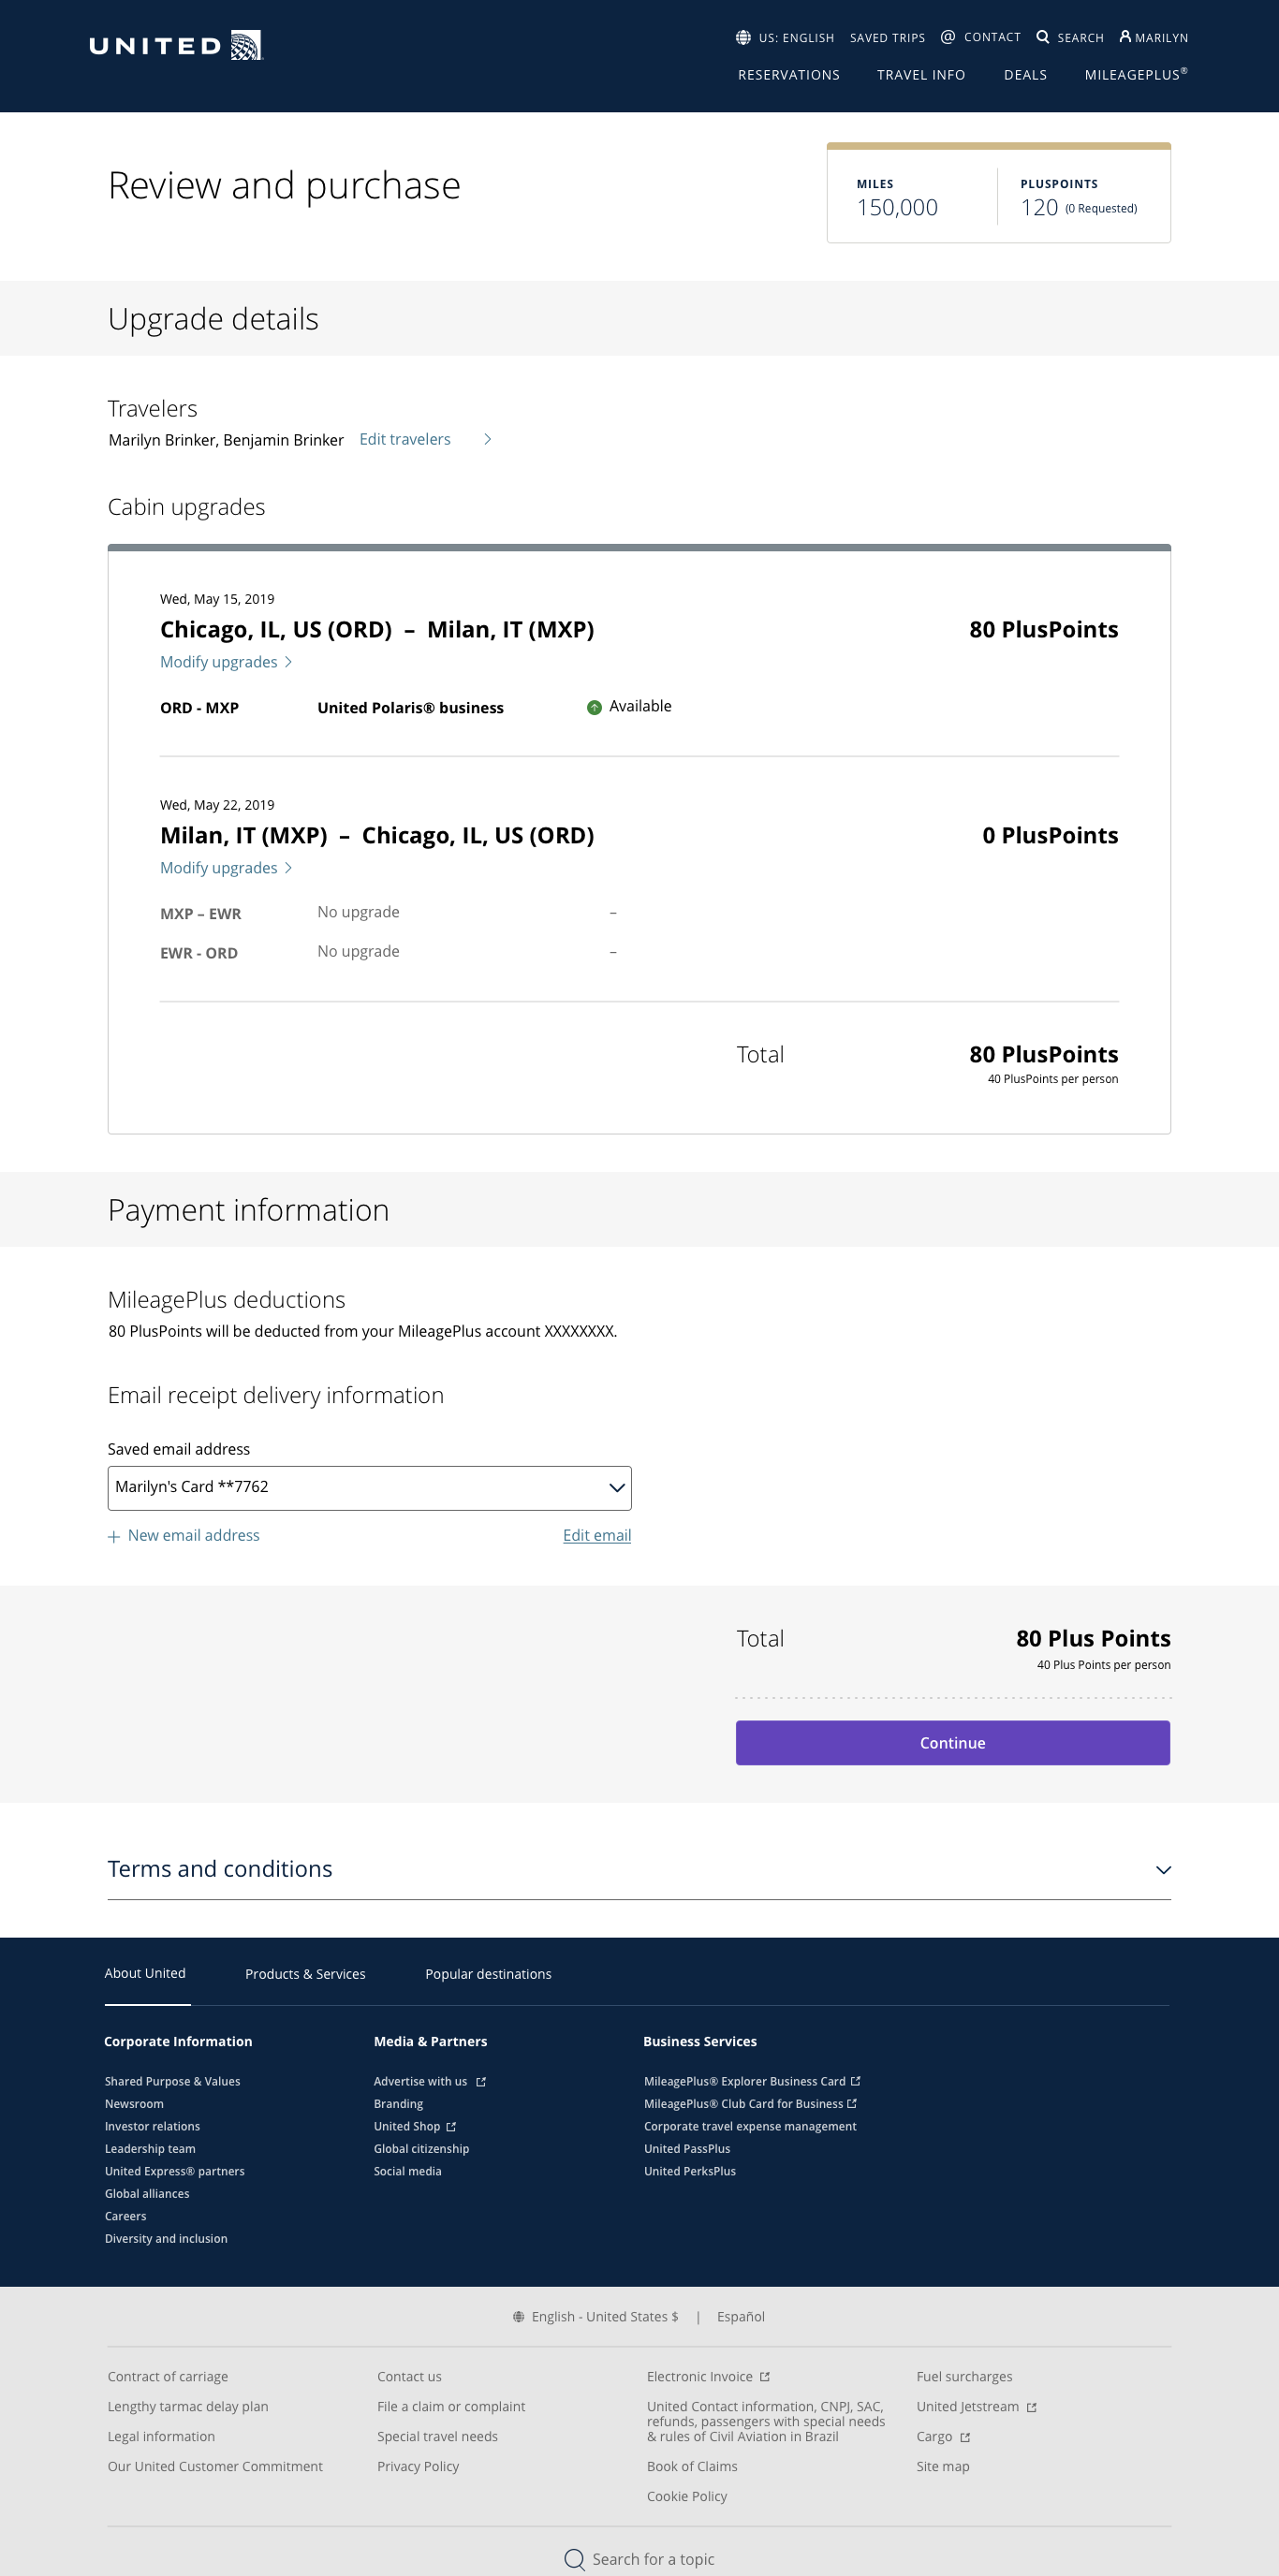 UNITED
US: ENGLISH SAVED TRIPS @ CONTACT SEARCH MARILYN
RESERVATIONS TRAVEL INFO DEALS MILEAGEPLUS®
Review and purchase
MILES
150,000
PLUSPOINTS
120 (0 Requested)
Upgrade details
Travelers
Marilyn Brinker, Benjamin Brinker Edit travelers
Cabin upgrades
Wed, May 15, 2019
Chicago, IL, US (ORD) – Milan, IT (MXP) 80 PlusPoints
Modify upgrades
ORD - MXP United Polaris® business Available
Wed, May 22, 2019
Milan, IT (MXP) – Chicago, IL, US (ORD) 0 PlusPoints
Modify upgrades
MXP – EWR No upgrade –
EWR - ORD No upgrade –
Total 80 PlusPoints
40 PlusPoints per person
Payment information
MileagePlus deductions
80 PlusPoints will be deducted from your MileagePlus account XXXXXXXX.
Email receipt delivery information
Saved email address
Marilyn's Card **7762
New email address Edit email
Total 80 Plus Points
40 Plus Points per person
Continue
Terms and conditions
About United Products & Services Popular destinations
Corporate Information
Shared Purpose & Values
Newsroom
Investor relations
Leadership team
United Express® partners
Global alliances
Careers
Diversity and inclusion
Media & Partners
Advertise with us
Branding
United Shop
Global citizenship
Social media
Business Services
MileagePlus® Explorer Business Card
MileagePlus® Club Card for Business
Corporate travel expense management
United PassPlus
United PerksPlus
English - United States $ | Español
Contract of carriage
Lengthy tarmac delay plan
Legal information
Our United Customer Commitment
Contact us
File a claim or complaint
Special travel needs
Privacy Policy
Electronic Invoice
United Contact information, CNPJ, SAC,
refunds, passengers with special needs
& rules of Civil Aviation in Brazil
Book of Claims
Cookie Policy
Fuel surcharges
United Jetstream
Cargo
Site map
Search for a topic